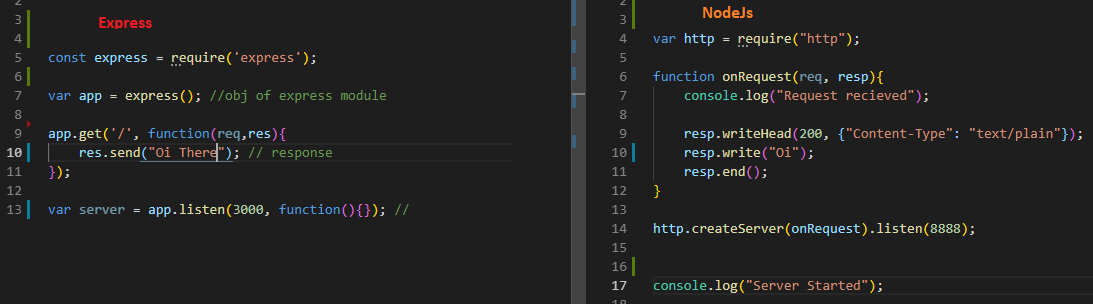 Express
3
4
5 const express = require('express');
6
7 var app = express(); //obj of express module
8
9 app.get('/', function(req,res){
10 res.send("Oi There"); // response
11 });
12
13 var server = app.listen(3000, function(){}); //
NodeJs
2
3
4 var http = require("http");
5
6 function onRequest(req, resp){
7 console.log("Request recieved");
8
9 resp.writeHead(200, {"Content-Type": "text/plain"});
10 resp.write("Oi");
11 resp.end();
12 }
13
14 http.createServer(onRequest).listen(8888);
15
16
17 console.log("Server Started");